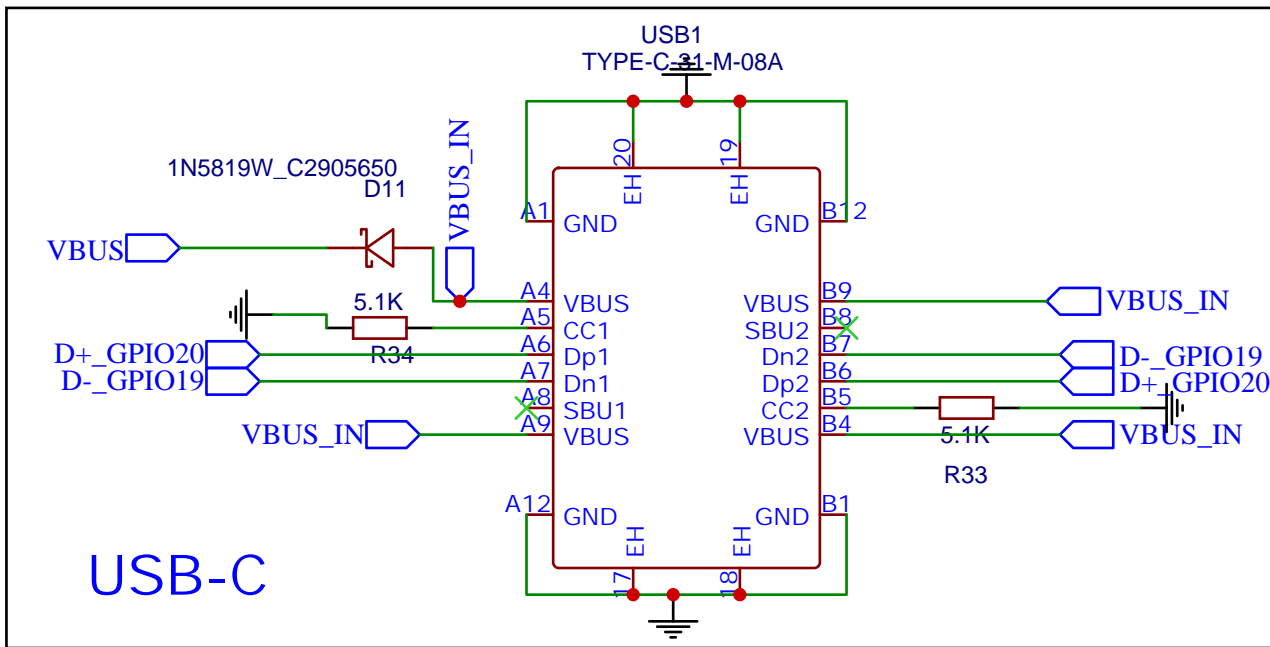 USB1
TYPE-C-31-M-08A
1N5819W_C2905650
D11
VBUS_IN
20
EH
19
EH
A1
GND
GND
B12
VBUS
A4
VBUS
VBUS
B9
VBUS_IN
5.1K
A5
CC1
SBU2
B8
R34
D+_GPIO20
A6
Dp1
Dn2
B7
D-_GPIO19
D-_GPIO19
A7
Dn1
Dp2
B6
D+_GPIO20
A8
SBU1
CC2
B5
VBUS_IN
A9
VBUS
VBUS
B4
5.1K
VBUS_IN
R33
A12
GND
GND
B1
EH
17
EH
18
USB-C